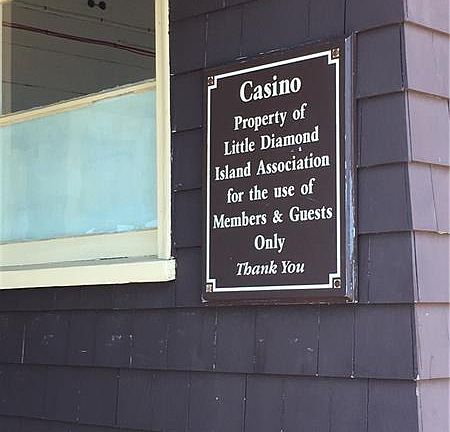 Casino
Property of
Little Diamond
Island Association
for the use of
Members & Guests
Only
Thank You